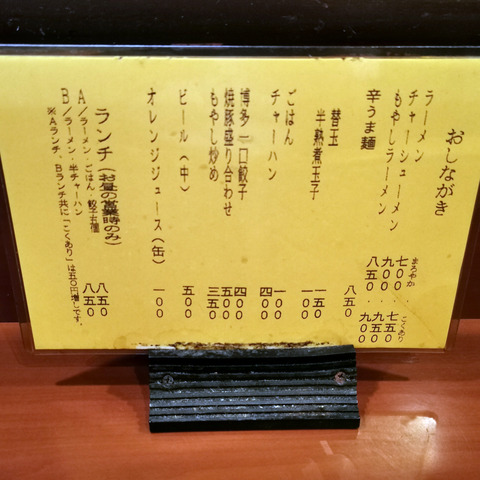 おしながき
まろやか こくあり
ラーメン 七〇〇.七五〇
チャーシューメン 九〇〇.九五〇
もやしラーメン 八五〇.九〇〇
辛うま麺 八五〇
替玉 一五〇
半熟煮玉子 一〇〇
ごはん 一〇〇
チャーハン 四〇〇
博多一口餃子 四〇〇
焼豚盛り合わせ 五〇〇
もやし炒め 三五〇
ビール(中) 五〇〇
オレンジジュース(缶) 一〇〇
ランチ(お昼の営業時のみ)
A/ラーメン・ごはん・餃子五個 八五〇
B/ラーメン・半チャーハン 八五〇
※Aランチ、Bランチ共に「こくあり」は五〇円増しです。